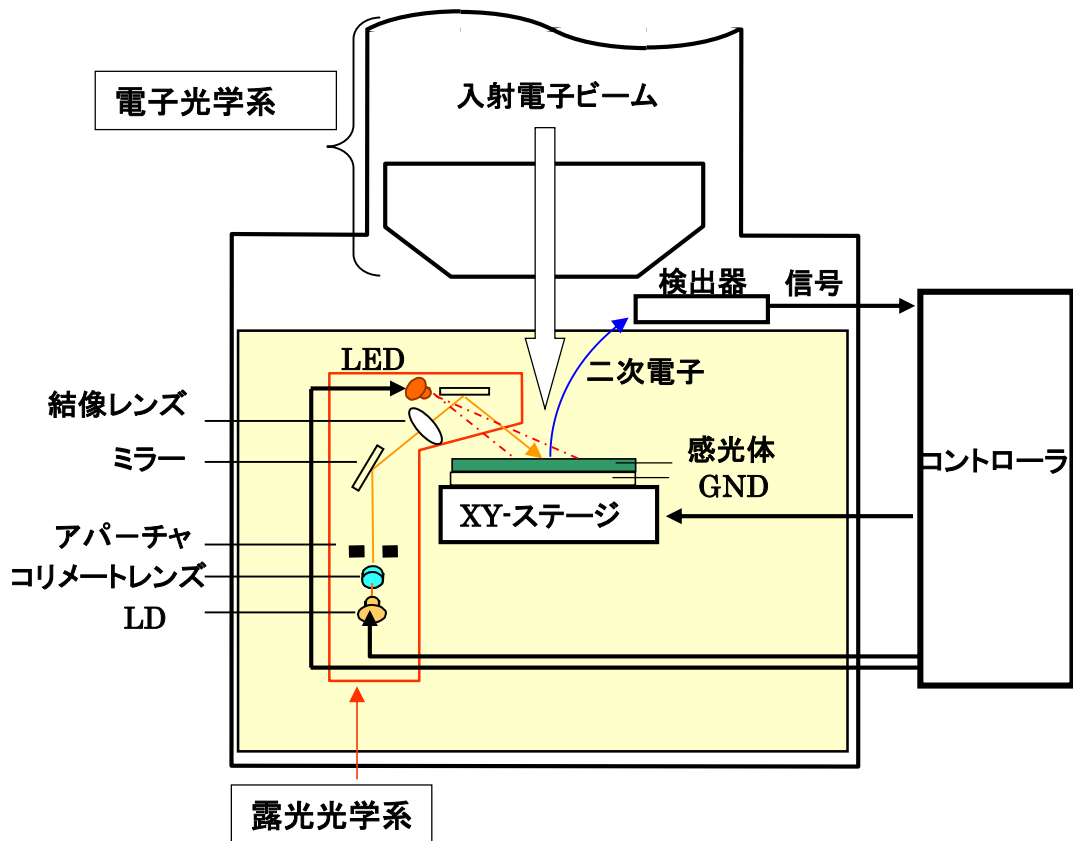 電子光学系
入射電子ビーム
検出器
信号
LED
二次電子
結像レンズ
感光体
ミラー
コントローラ
GND
XY-ステージ
アパーチャ
コリメートレンズ
LD
露光光学系